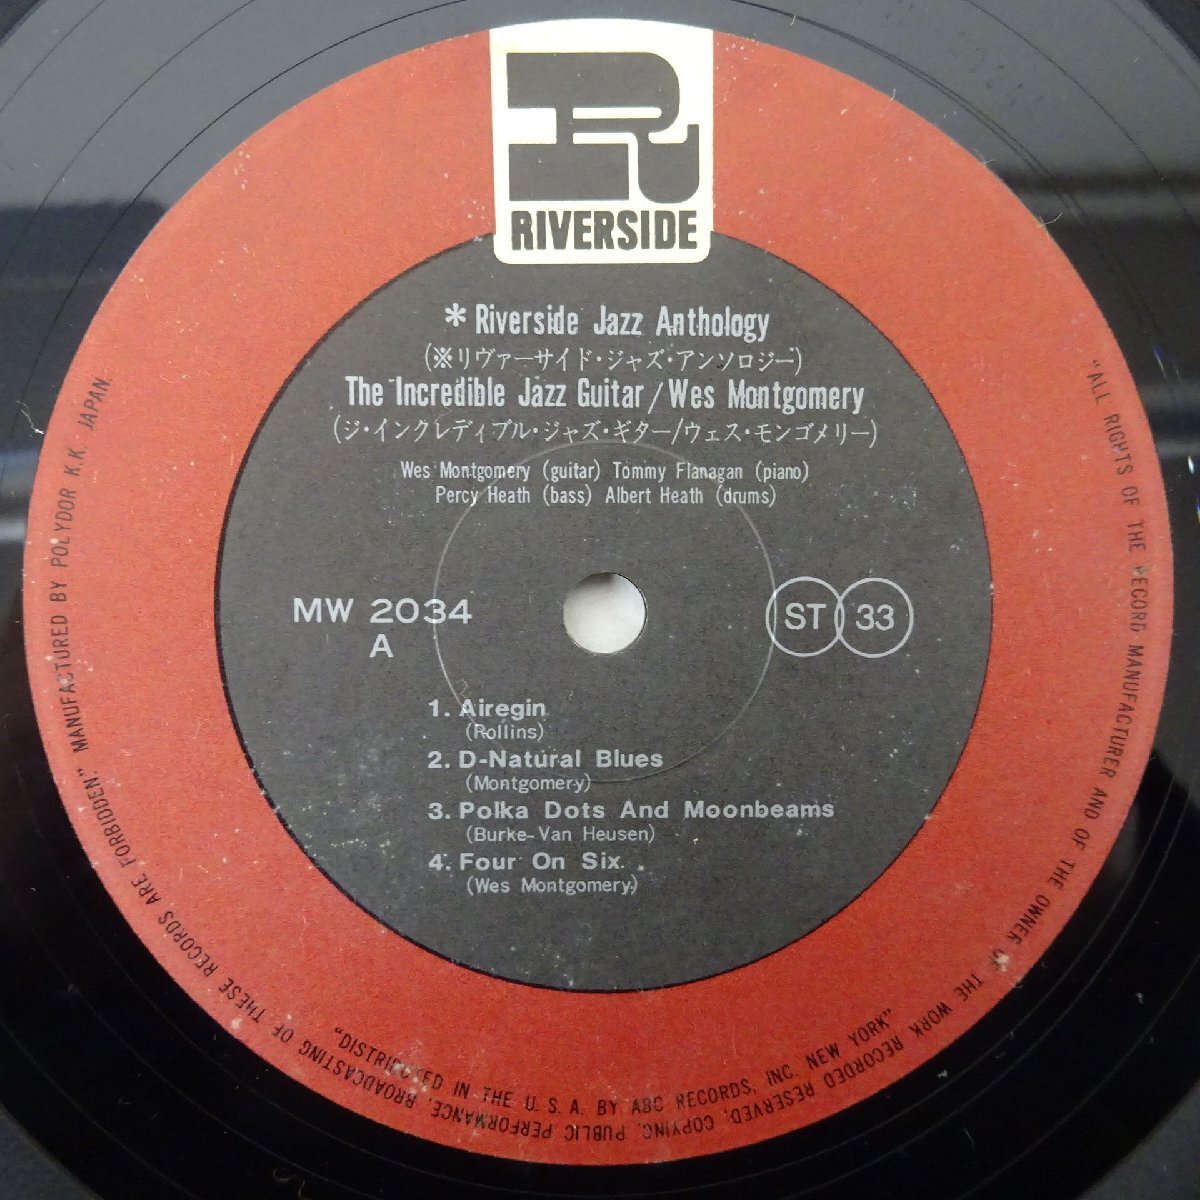 RIVERSIDE
* Riverside Jazz Anthology
(※リヴァーサイド・ジャズ・アンソロジー)
The Incredible Jazz Guitar/Wes Montgomery
(ジ・インクレディブル・ジャズ・ギター/ウェス・モンゴメリー)
Wes Montgomery (guitar) Tommy Flanagan (piano)
Percy Heath (bass) Albert Heath (drums)
MW 2034
A
ST 33
1. Airegin
(Rollins)
2. D-Natural Blues
(Montgomery)
3. Polka Dots And Moonbeams
(Burke-Van Heusen)
4. Four On Six
(Wes Montgomery)
"ALL RIGHTS OF THE RECORD MANUFACTURER AND OF THE OWNER OF THE WORK RECORDED RESERVED, COPYING, PUBLIC PERFORMANCE, BROADCASTING OF THESE RECORDS ARE FORBIDDEN." MANUFACTURED BY POLYDOR K.K. JAPAN.
"DISTRIBUTED IN THE U.S.A. BY ABC RECORDS, INC. NEW YORK"